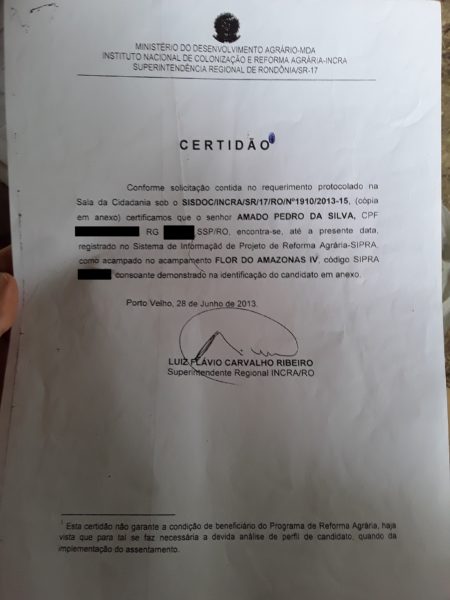 MINISTÉRIO DO DESENVOLVIMENTO AGRÁRIO-MDA
INSTITUTO NACIONAL DE COLONIZAÇÃO E REFORMA AGRÁRIA-INCRA
SUPERINTENDÊNCIA REGIONAL DE RONDÔNIA/SR-17
CERTIDÃO
Conforme solicitação contida no requerimento protocolado na
Sala da Cidadania sob o SISDOC/INCRA/SR/17/RO/Nº1910/2013-15, (cópia
em anexo) certificamos que o senhor AMADO PEDRO DA SILVA, CPF
RG SSP/RO, encontra-se, até a presente data,
registrado no Sistema de Informação de Projeto de Reforma Agrária-SIPRA,
como acampado no acampamento FLOR DO AMAZONAS IV, código SIPRA
consoante demonstrado na identificação do candidato em anexo.
Porto Velho, 28 de Junho de 2013.
LUIZ FLÁVIO CARVALHO RIBEIRO
Superintendente Regional INCRA/RO
1 Esta certidão não garante a condição de beneficiário do Programa de Reforma Agrária, haja
vista que para tal se faz necessária a devida análise de perfil de candidato, quando da
implementação do assentamento.